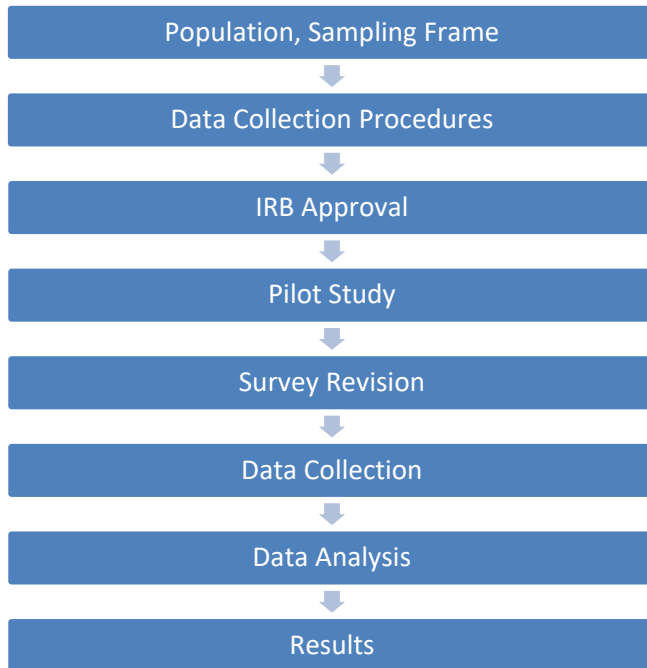 Population, Sampling Frame
Data Collection Procedures
IRB Approval
Pilot Study
Survey Revision
Data Collection
Data Analysis
Results